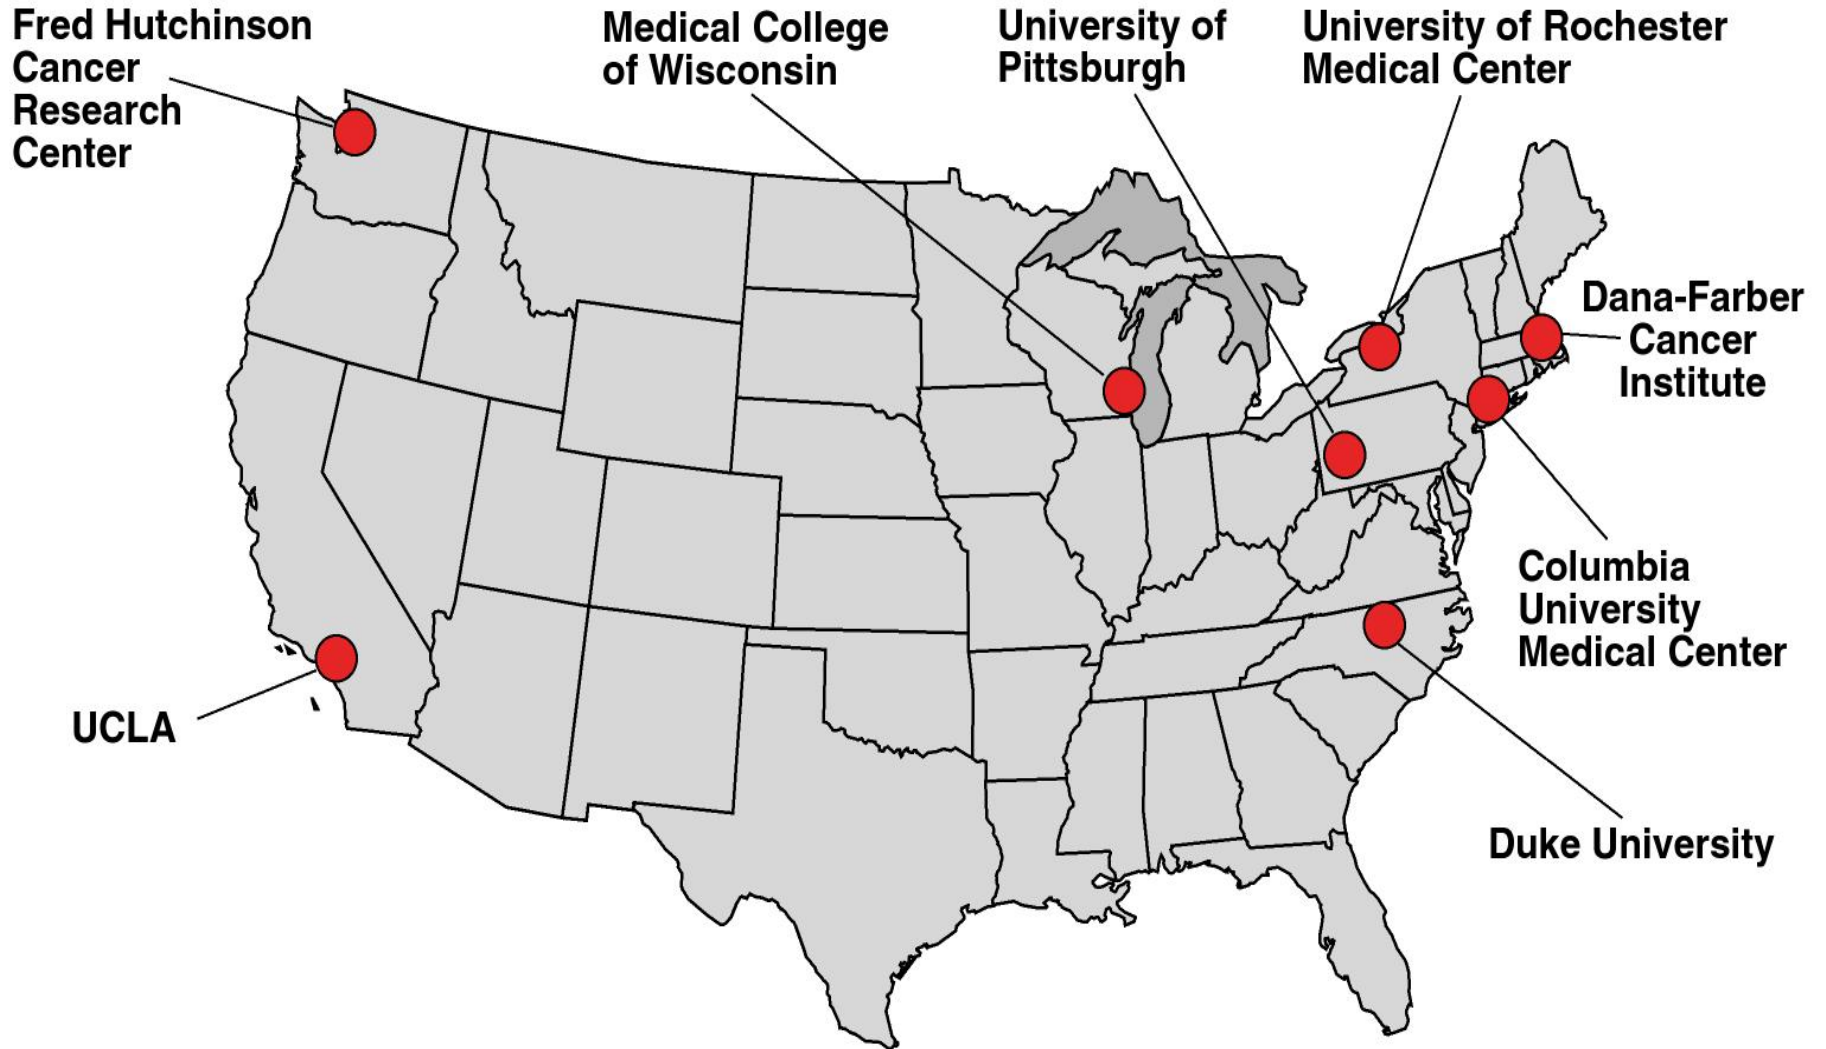 Fred Hutchinson
Cancer
Research
Center
Medical College
of Wisconsin
University of
Pittsburgh
University of Rochester
Medical Center
Dana-Farber
Cancer
Institute
Columbia
University
Medical Center
UCLA
Duke University